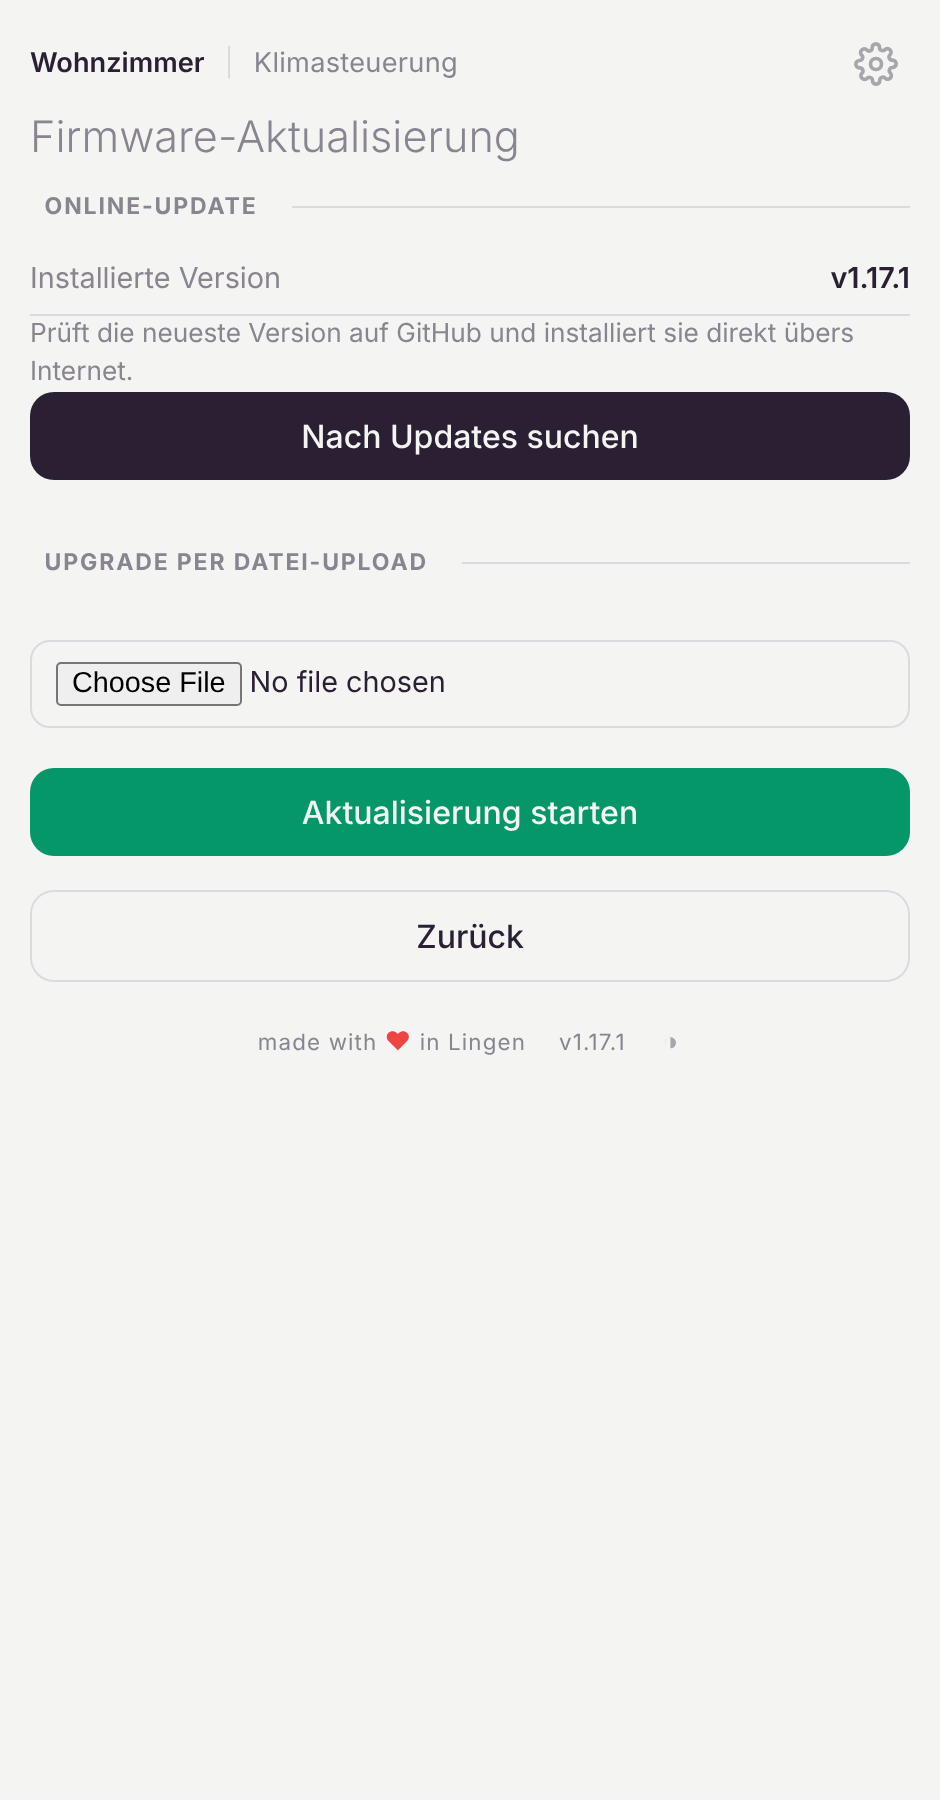 Wohnzimmer Klimasteuerung
Firmware-Aktualisierung
ONLINE-UPDATE
Installierte Version v1.17.1
Prüft die neueste Version auf GitHub und installiert sie direkt übers
Internet.
Nach Updates suchen
UPGRADE PER DATEI-UPLOAD
Choose File No file chosen
Aktualisierung starten
Zurück
made with ❤ in Lingen v1.17.1